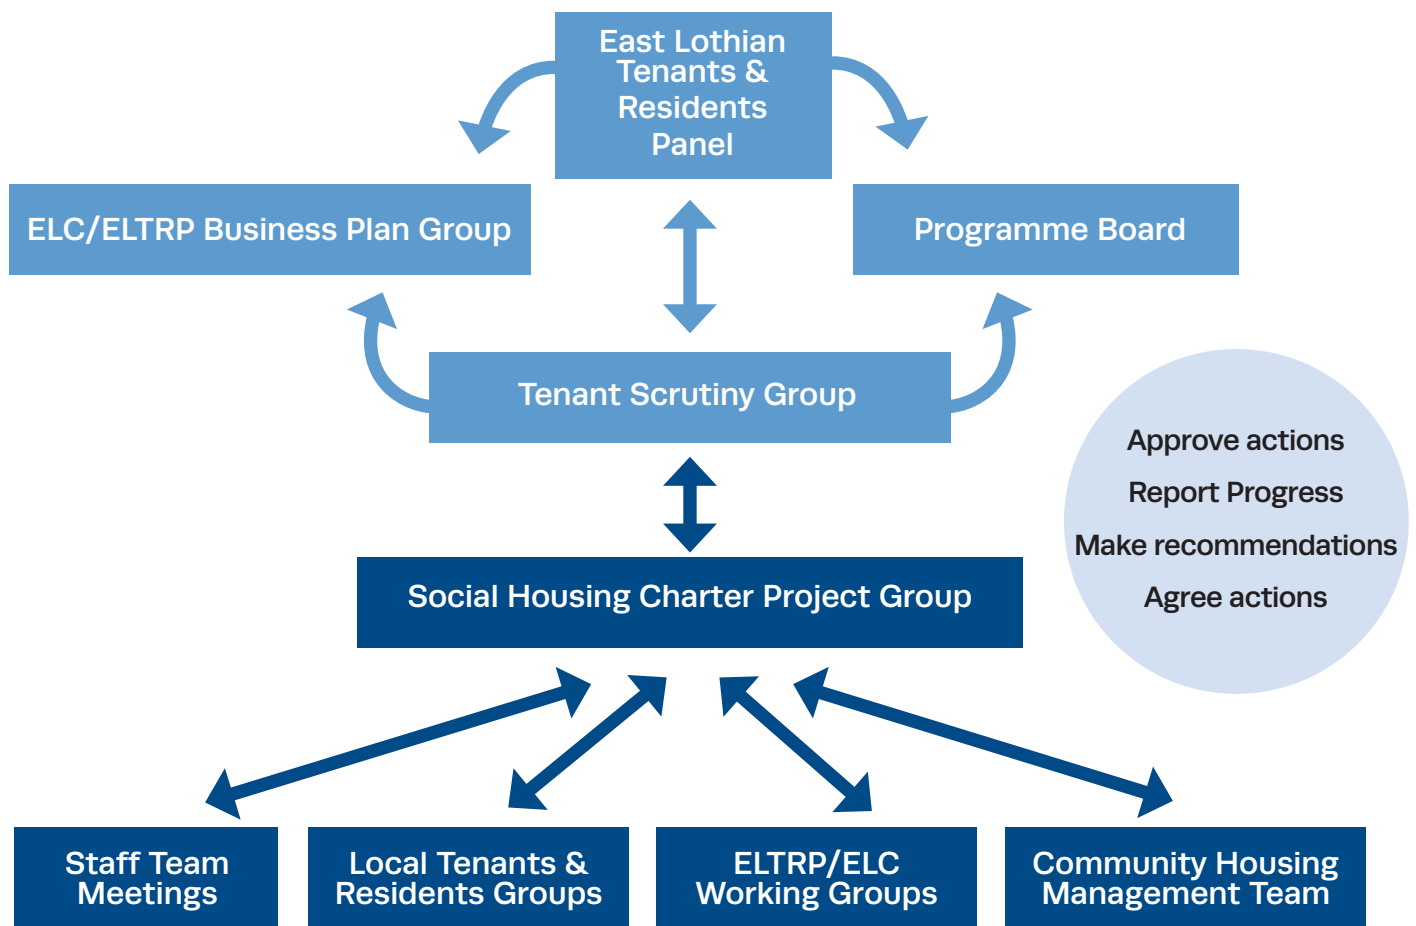 East Lothian
Tenants &
Residents
Panel
ELC/ELTRP Business Plan Group
Programme Board
Tenant Scrutiny Group
Approve actions
Report Progress
Make recommendations
Agree actions
Social Housing Charter Project Group
Staff Team
Meetings
Local Tenants &
Residents Groups
ELTRP/ELC
Working Groups
Community Housing
Management Team